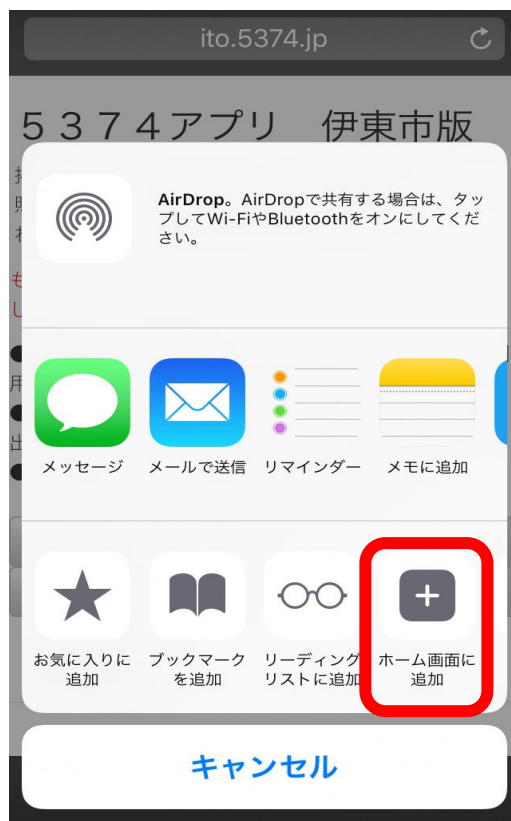 ito.5374.jp
５３７４アプリ　伊東市版
AirDrop。AirDropで共有する場合は、タッ
プしてWi-FiやBluetoothをオンにしてくだ
さい。
メッセージ
メールで送信
リマインダー
メモに追加
お気に入りに
追加
ブックマーク
を追加
リーディング
リストに追加
ホーム画面に
追加
キャンセル